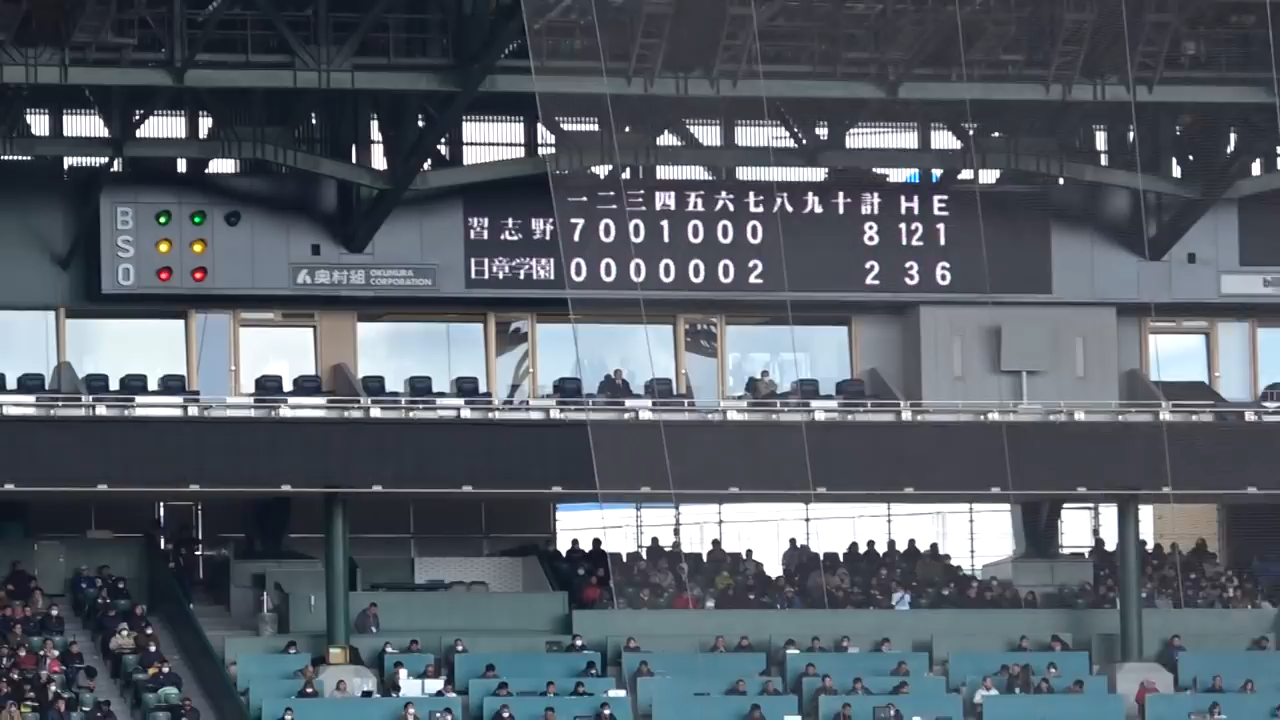 一二三四五六七八九十計 H E
習志野 7 0 0 1 0 0 0 8 12 1
日章学園 0 0 0 0 0 0 2 2 3 6
B
S
O
奥村組 OKUMURA CORPORATION